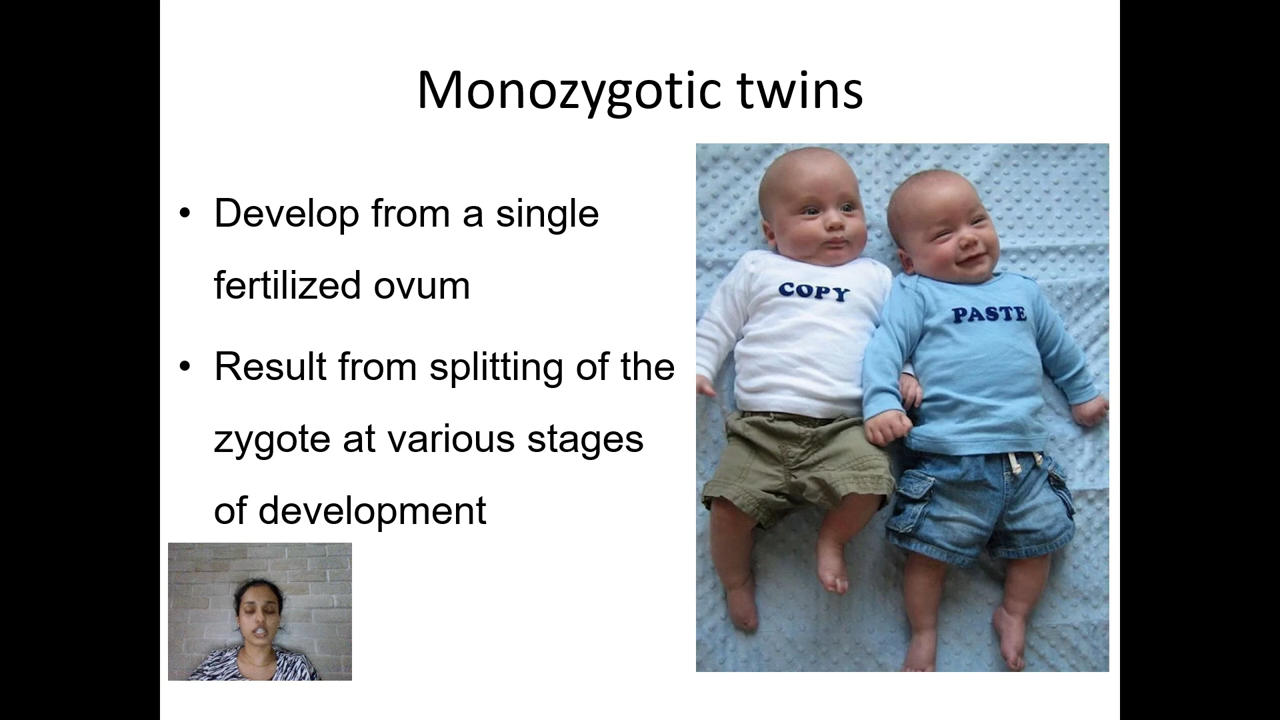 Monozygotic twins
• Develop from a single
fertilized ovum
• Result from splitting of the
zygote at various stages
of development
COPY
PASTE